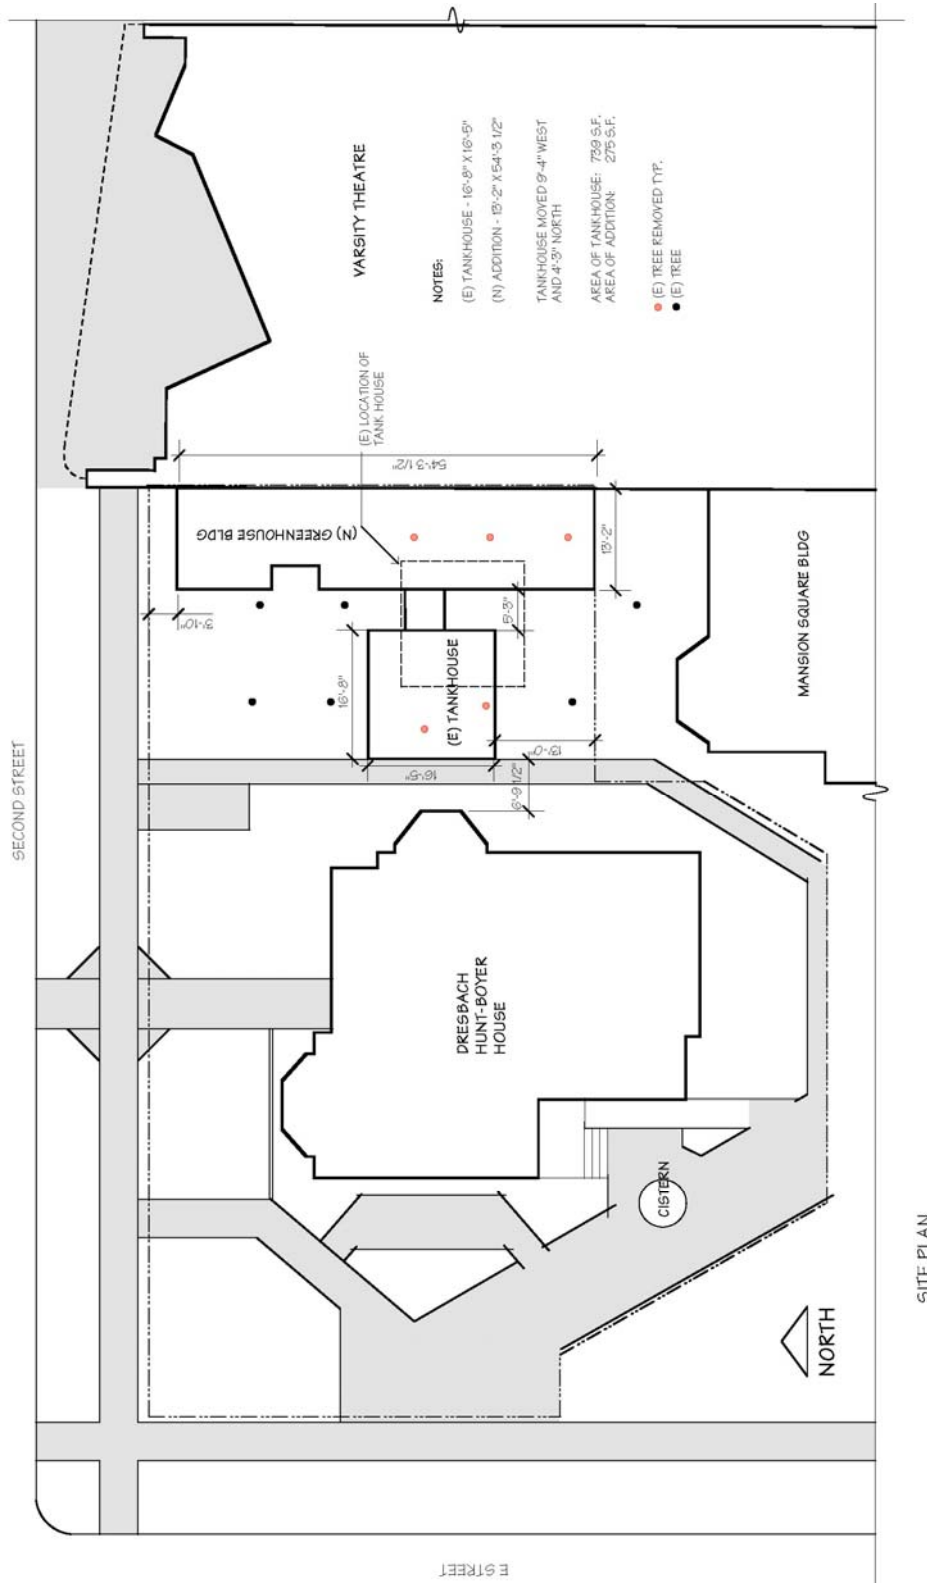 SECOND STREET
E STREET
VARSITY THEATRE
NOTES:
(E) TANKHOUSE - 16'-8" X 16'-5"
(N) ADDITION - 13'-2" X 54'-3 1/2"
TANKHOUSE MOVED 9'-4" WEST
AND 4'-3" NORTH
AREA OF TANKHOUSE: 739 S.F.
AREA OF ADDITION: 275 S.F.
(E) TREE REMOVED TYP.
(E) TREE
(E) LOCATION OF
TANK HOUSE
54'-3 1/2"
(N) GREENHOUSE BLDG
13'-2"
3'-10"
5'-3"
16'-8"
(E) TANKHOUSE
16'-5"
13'-0"
6'-9 1/2"
MANSION SQUARE BLDG
DRESBACH
HUNT-BOYER
HOUSE
CISTERN
NORTH
SITE PLAN